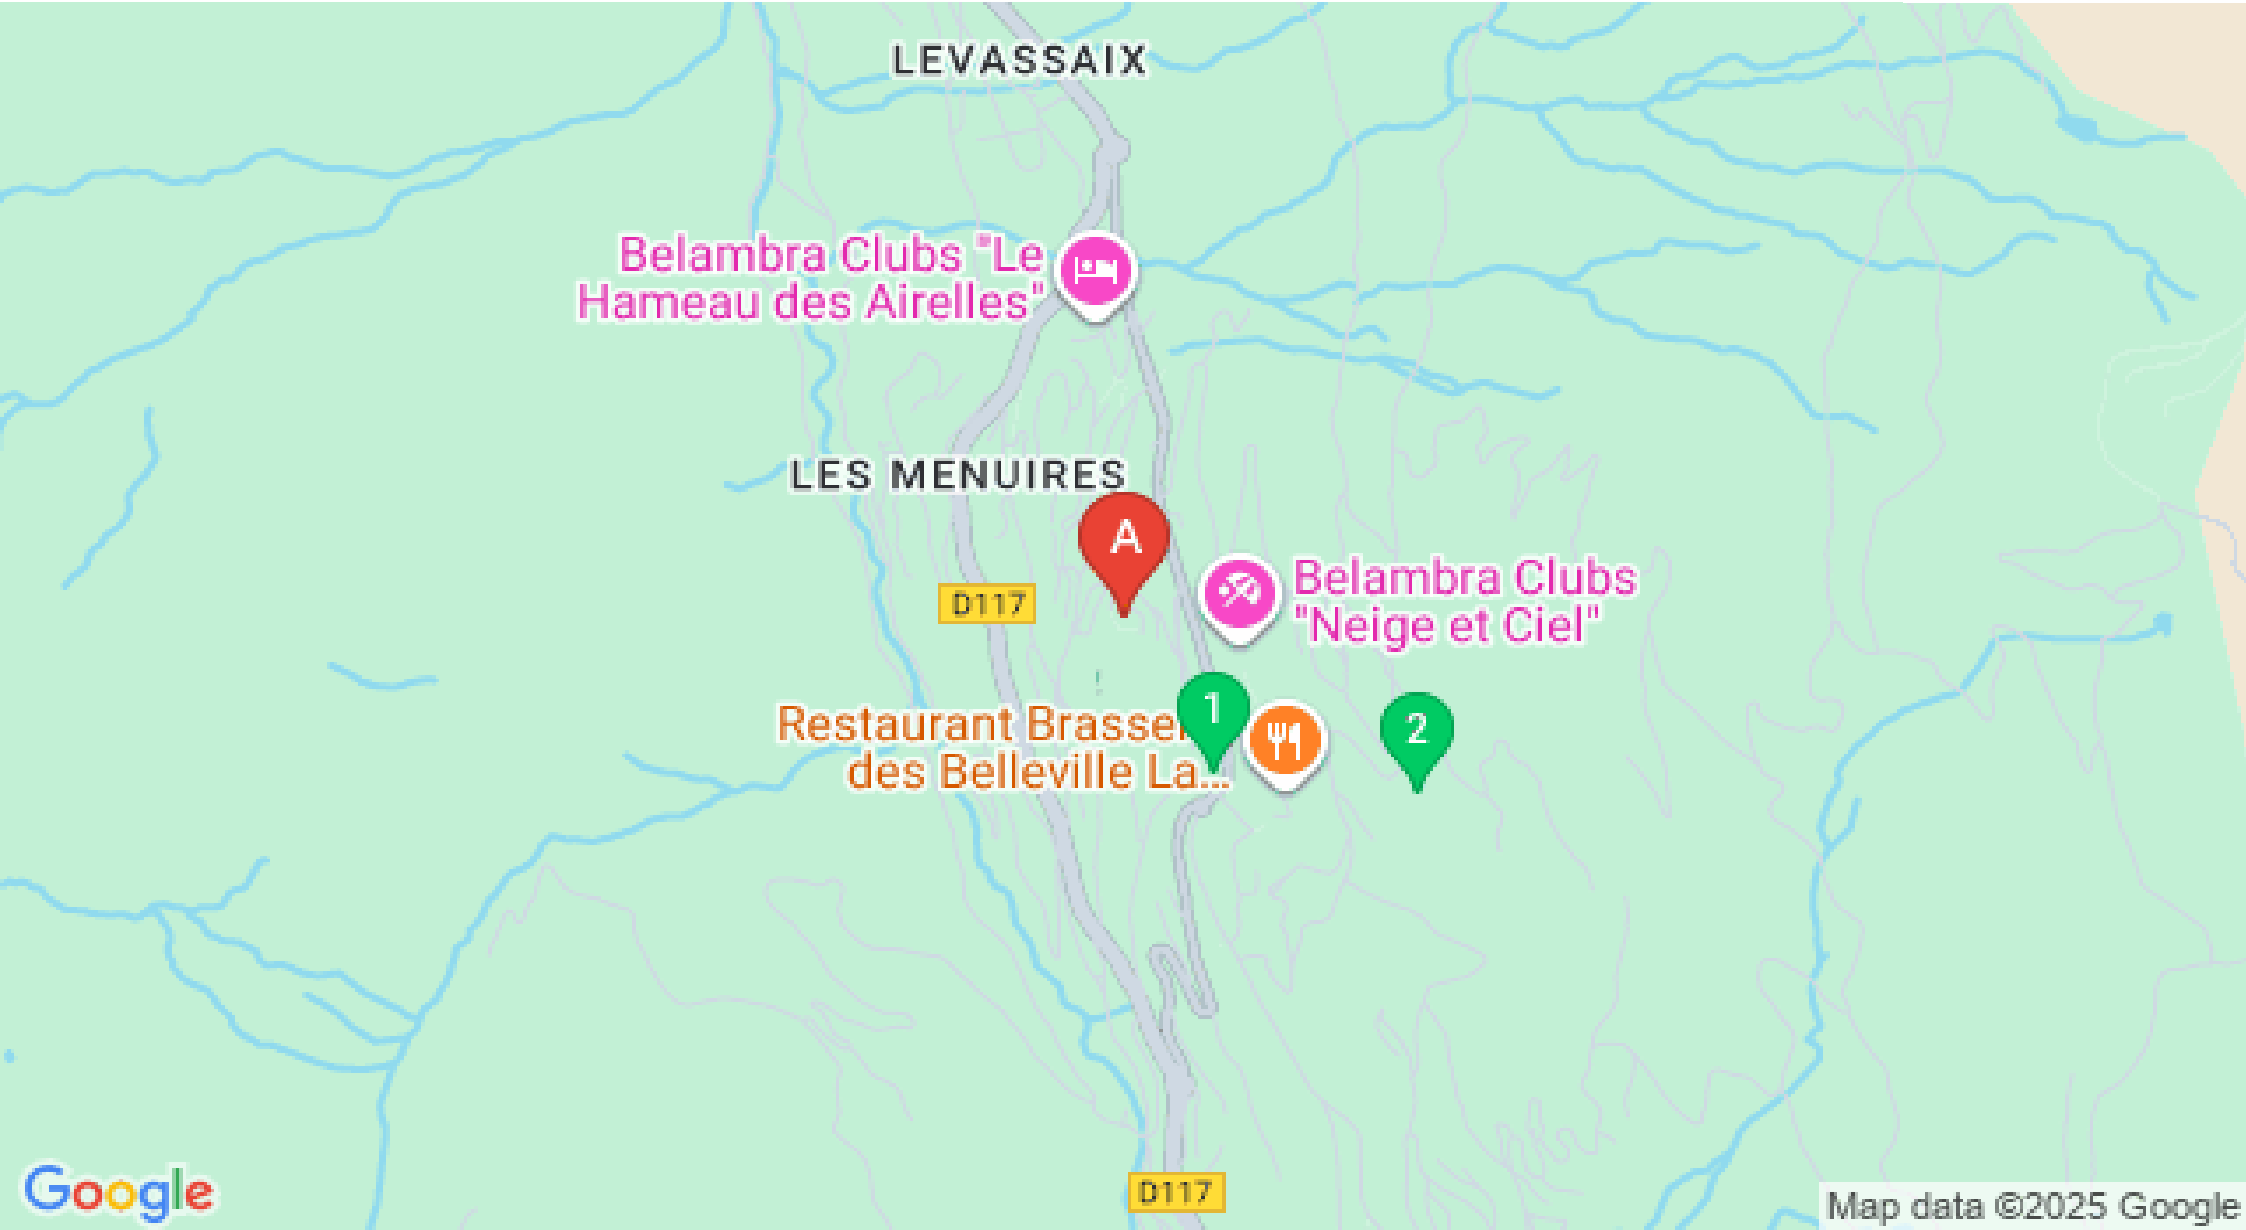 LEVASSAIX
Belambra Clubs "Le
Hameau des Airelles"
LES MENUIRES
A
D117
Belambra Clubs
"Neige et Ciel"
1
2
Restaurant
des Belleville La...
D117
Google
Map data ©2025 Google